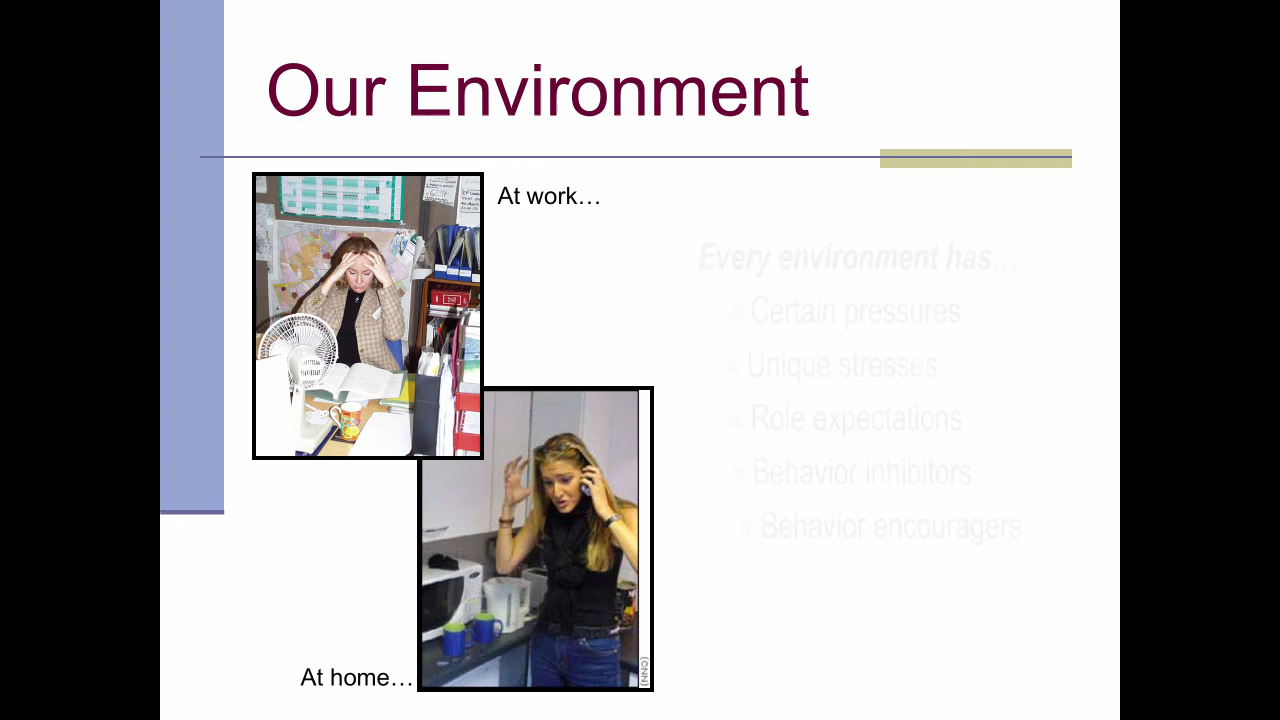 Our Environment
At work…
Every environment has…
Certain pressures
Unique stresses
Role expectations
Behavior inhibitors
Behavior encouragers
At home…
(CNN)